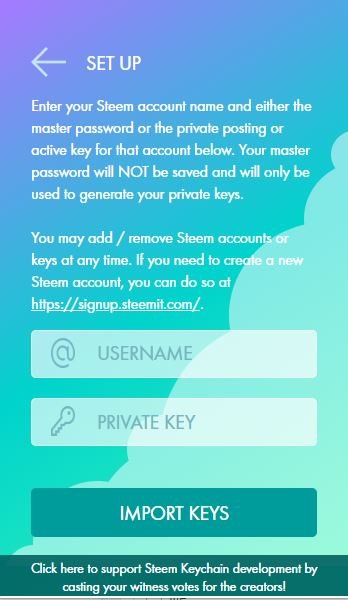 SET UP
Enter your Steem account name and either the
master password or the private posting or
active key for that account below. Your master
password will NOT be saved and will only be
used to generate your private keys.
You may add / remove Steem accounts or
keys at any time. If you need to create a new
Steem account, you can do so at
https://signup.steemit.com/.
@ USERNAME
PRIVATE KEY
IMPORT KEYS
Click here to support Steem Keychain development by
casting your witness votes for the creators!